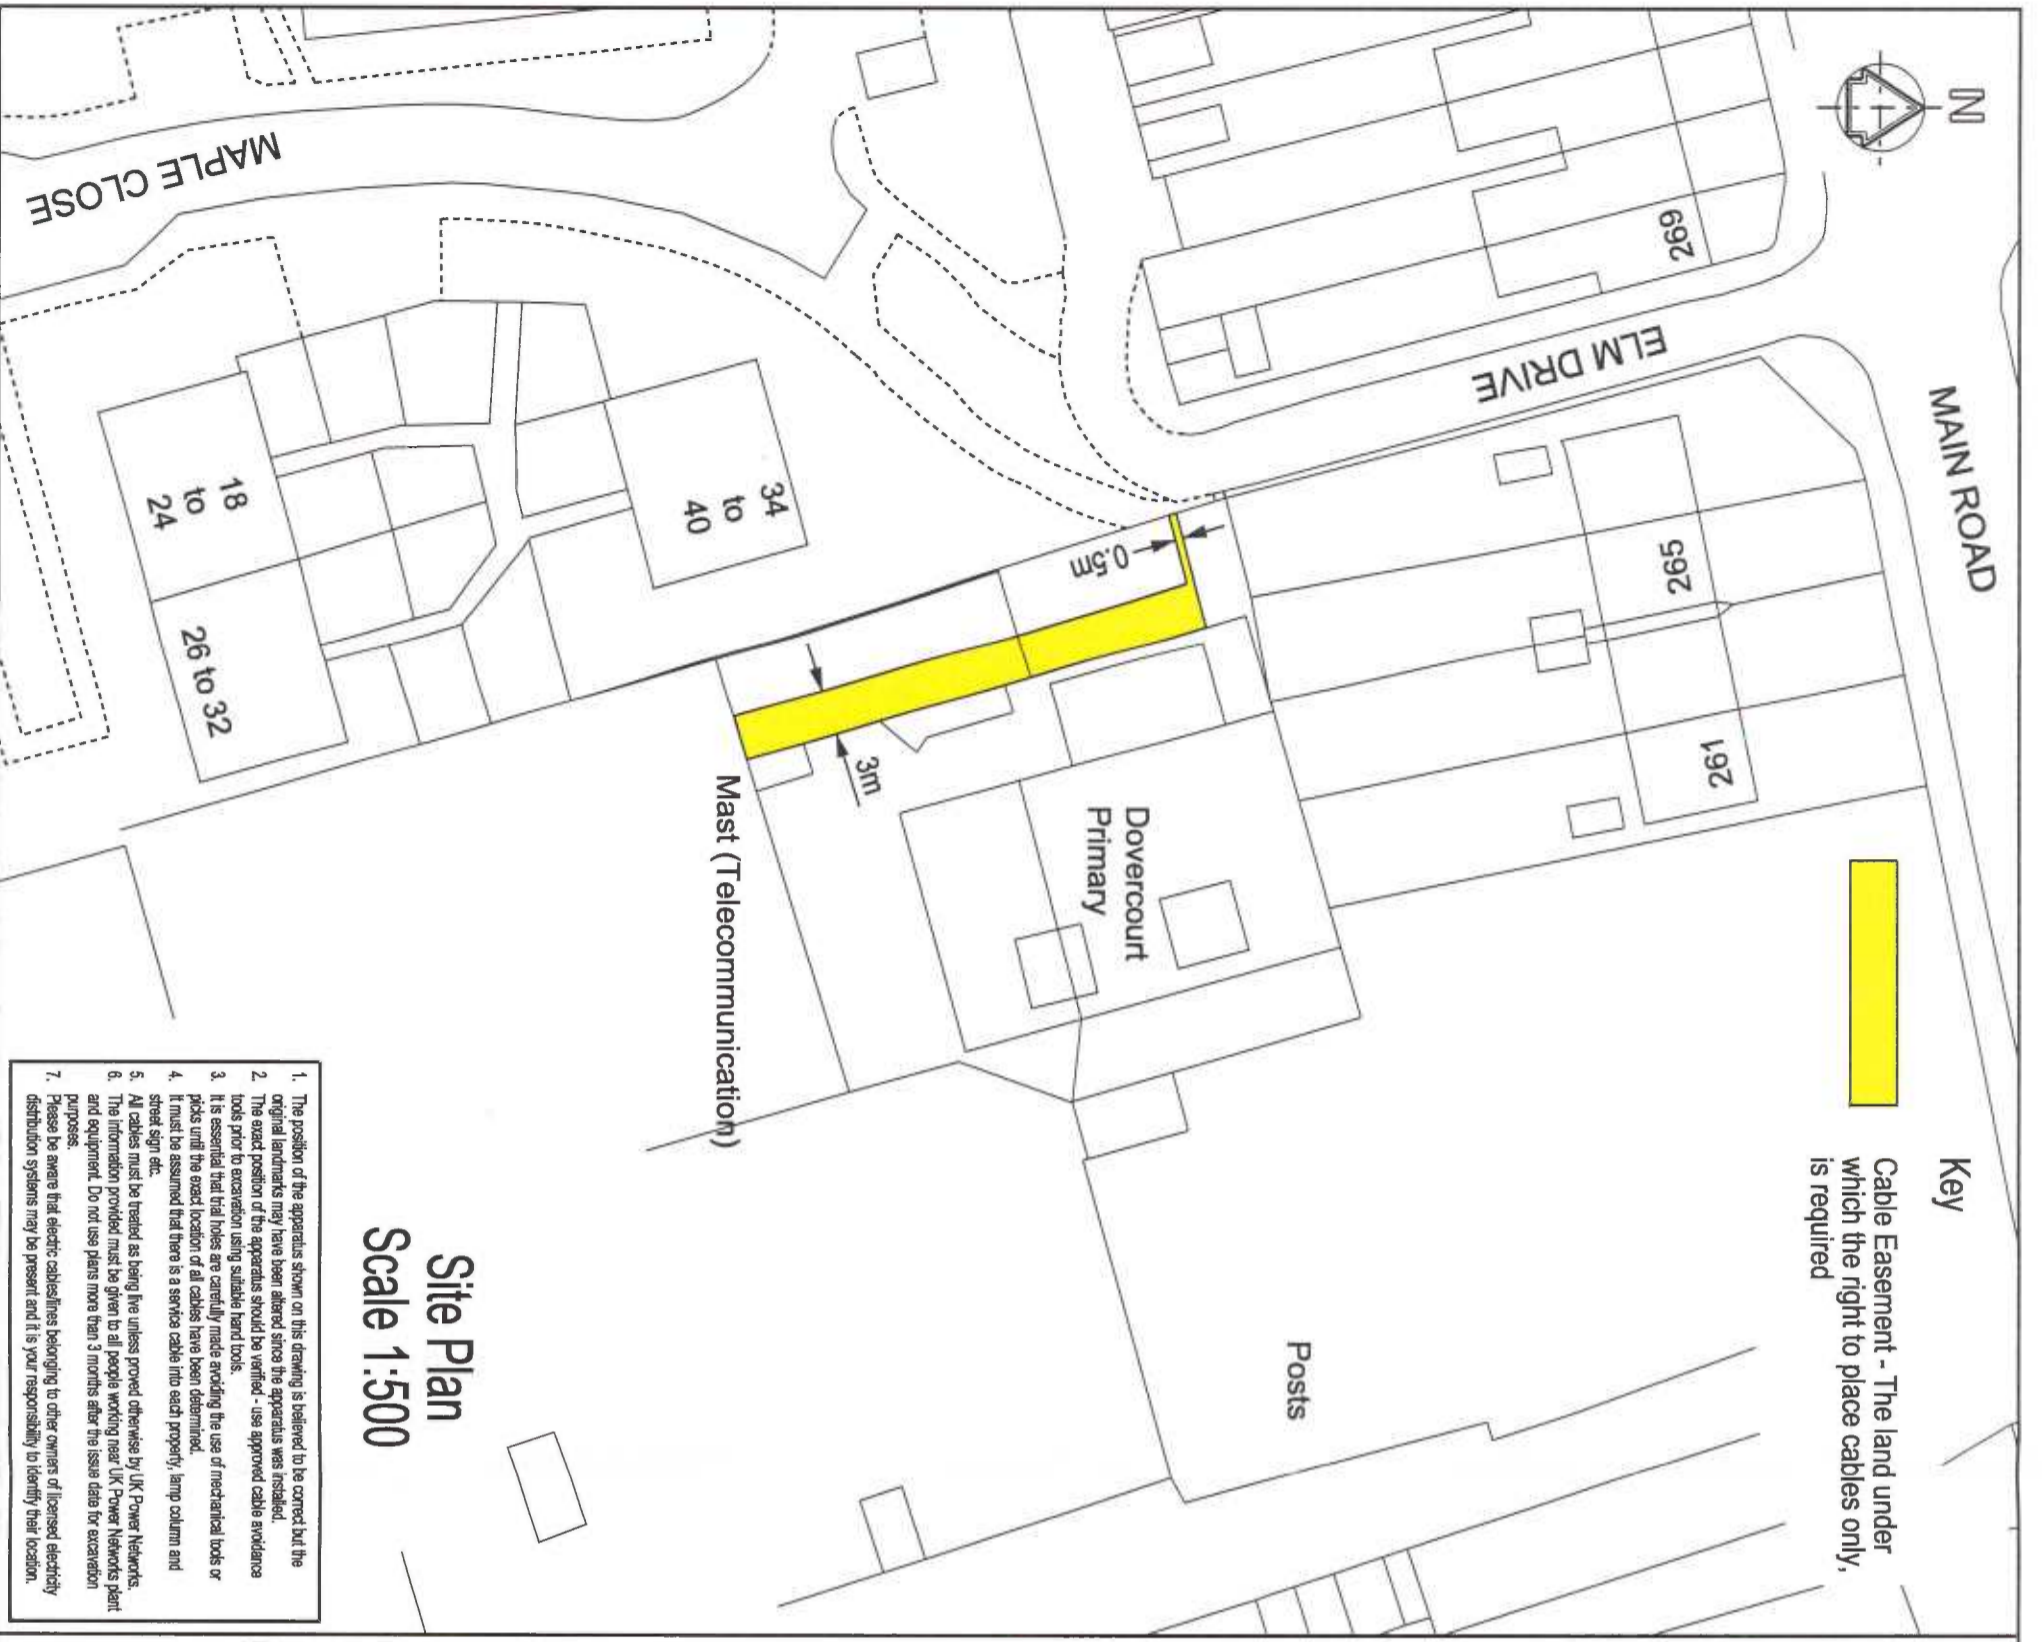 N
MAIN ROAD
Key
Cable Easement - The land under
which the right to place cables only,
is required
ELM DRIVE
269
265
261
0.5m
3m
Dovercourt
Primary
Posts
Mast (Telecommunication)
MAPLE CLOSE
34
to
40
18
to
24
26 to 32
Site Plan
Scale 1:500
1. The position of the apparatus shown on this drawing is believed to be correct but the
original landmarks may have been altered since the apparatus was installed.
2. The exact position of the apparatus should be verified - use approved cable avoidance
tools prior to excavation using suitable hand tools.
3. It is essential that trial holes are carefully made avoiding the use of mechanical tools or
picks until the exact location of all cables have been determined.
4. It must be assumed that there is a service cable into each property, lamp column and
street sign etc.
5. All cables must be treated as being live unless proved otherwise by UK Power Networks.
6. The information provided must be given to all people working near UK Power Networks plant
and equipment. Do not use plans more than 3 months after the issue date for excavation
purposes.
7. Please be aware that electric cables/lines belonging to other owners of licensed electricity
distribution systems may be present and it is your responsibility to identify their location.